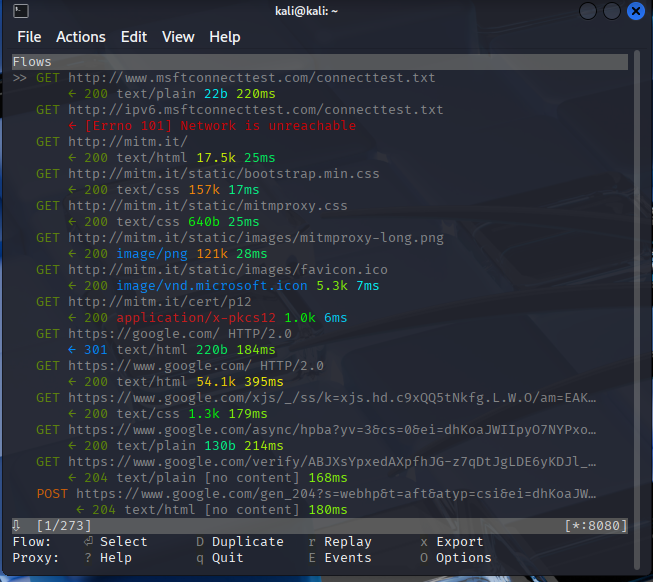 kali@kali: ~
File Actions Edit View Help
Flows
>> GET http://www.msftconnecttest.com/connecttest.txt
← 200 text/plain 22b 220ms
GET http://ipv6.msftconnecttest.com/connecttest.txt
← [Errno 101] Network is unreachable
GET http://mitm.it/
← 200 text/html 17.5k 25ms
GET http://mitm.it/static/bootstrap.min.css
← 200 text/css 157k 17ms
GET http://mitm.it/static/mitmproxy.css
← 200 text/css 640b 25ms
GET http://mitm.it/static/images/mitmproxy-long.png
← 200 image/png 121k 28ms
GET http://mitm.it/static/images/favicon.ico
← 200 image/vnd.microsoft.icon 5.3k 7ms
GET http://mitm.it/cert/p12
← 200 application/x-pkcs12 1.0k 6ms
GET https://google.com/ HTTP/2.0
← 301 text/html 220b 184ms
GET https://www.google.com/ HTTP/2.0
← 200 text/html 54.1k 395ms
GET https://www.google.com/xjs/_/ss/k=xjs.hd.c9xQQ5tNkfg.L.W.O/am=EAK…
← 200 text/css 1.3k 179ms
GET https://www.google.com/async/hpba?yv=3&cs=0&ei=dhKoaJWIIpyO7NYPxo…
← 200 text/plain 130b 214ms
GET https://www.google.com/verify/ABJXsYpxedAXpfhJG-z7qDtJgLDE6yKDJl_…
← 204 text/plain [no content] 168ms
POST https://www.google.com/gen_204?s=webhp&t=aft&atyp=csi&ei=dhKoaJW…
← 204 text/html [no content] 180ms
⇩ [1/273] [*:8080]
Flow: ⏎ Select D Duplicate r Replay x Export
Proxy: ? Help q Quit E Events O Options